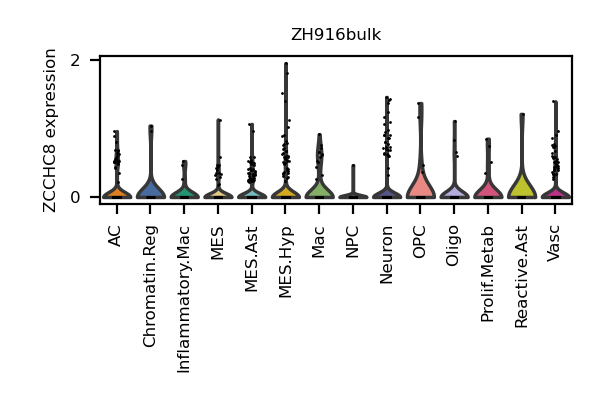 ZH916bulk
ZCCHC8 expression
2
0
AC
Chromatin.Reg
Inflammatory.Mac
MES
MES.Ast
MES.Hyp
Mac
NPC
Neuron
OPC
Oligo
Prolif.Metab
Reactive.Ast
Vasc